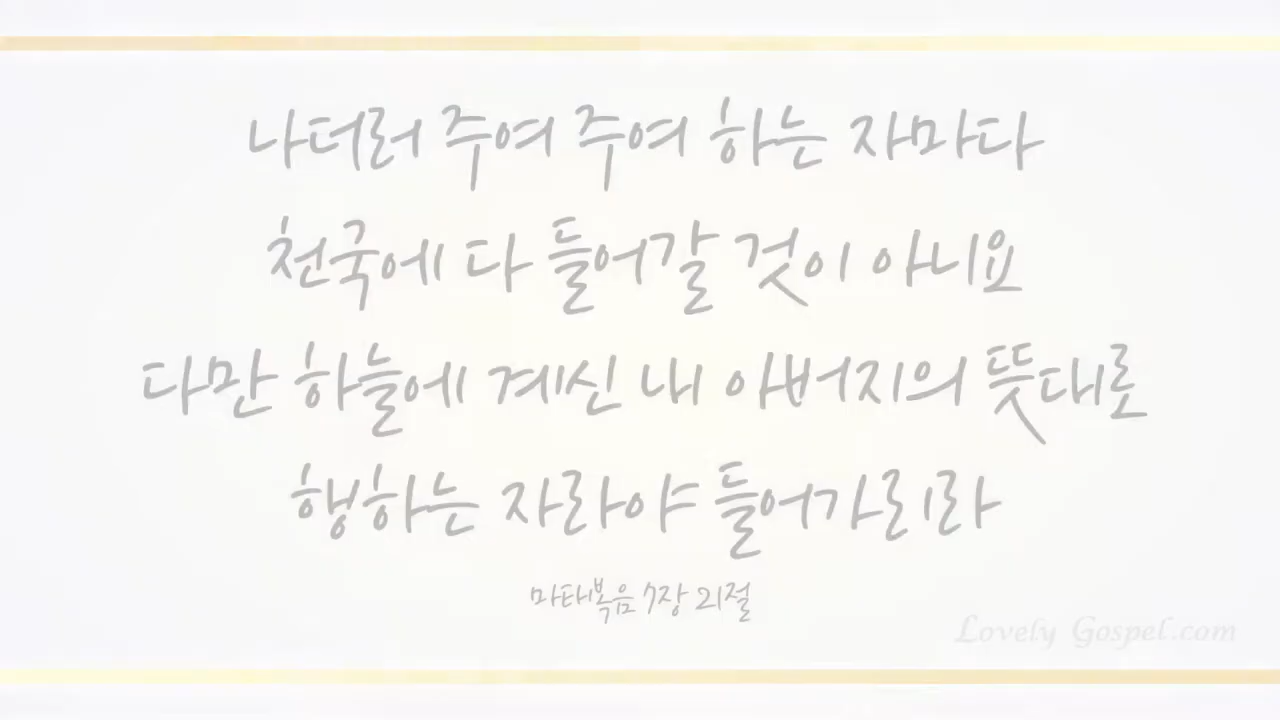 나더러 주여 주여 하는 자마다
천국에 다 들어갈 것이 아니요
다만 하늘에 계신 내 아버지의 뜻대로
행하는 자라야 들어가리라
마태복음 7장 21절
Lovely Gospel.com